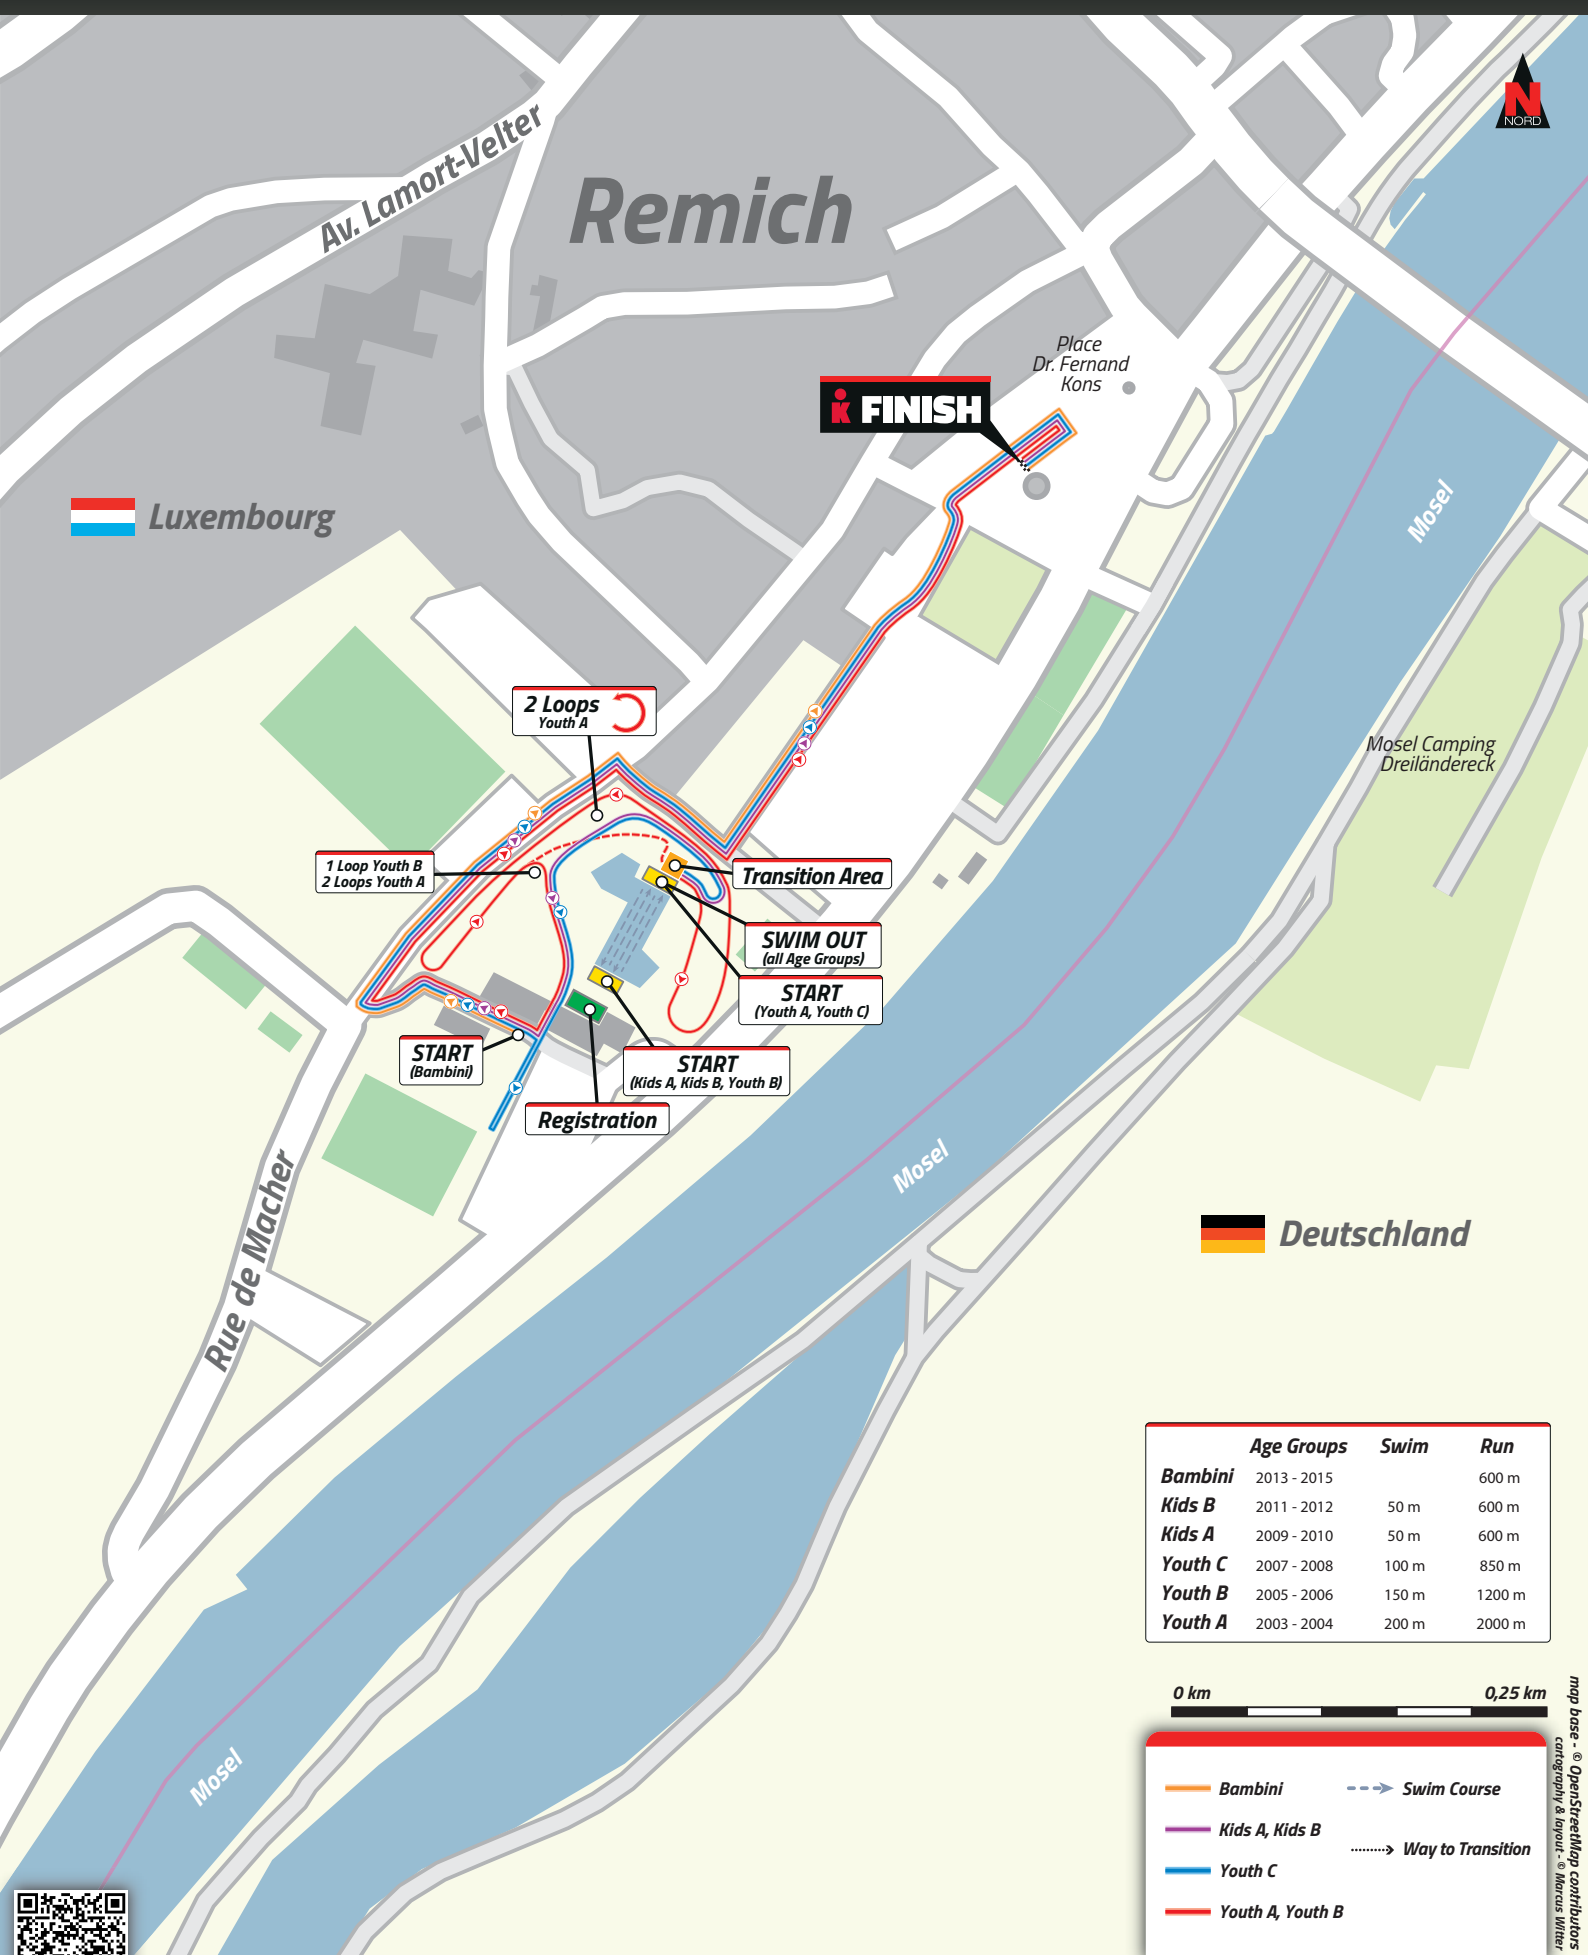 N
NORD
Av. Lamort-Velter
Remich
Place
Dr. Fernand
Kons
FINISH
Luxembourg
Mosel
2 Loops
Youth A
Mosel Camping
Dreiländereck
1 Loop Youth B
2 Loops Youth A
Transition Area
SWIM OUT
(all Age Groups)
START
(Youth A, Youth C)
START
(Bambini)
START
(Kids A, Kids B, Youth B)
Registration
Mosel
Rue de Macher
Deutschland
Age Groups Swim Run
Bambini 2013 - 2015 600 m
Kids B 2011 - 2012 50 m 600 m
Kids A 2009 - 2010 50 m 600 m
Youth C 2007 - 2008 100 m 850 m
Youth B 2005 - 2006 150 m 1200 m
Youth A 2003 - 2004 200 m 2000 m
0 km 0,25 km
Mosel
Bambini
Kids A, Kids B
Youth C
Youth A, Youth B
Swim Course
Way to Transition
map base - © OpenStreetMap contributors
cartography & layout - © Marcus Witter